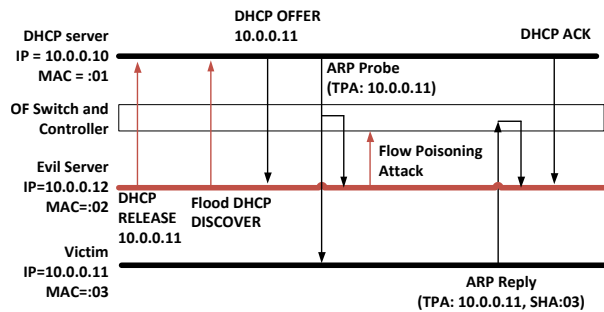 DHCP OFFER
10.0.0.11
DHCP server
IP = 10.0.0.10
MAC = :01
DHCP ACK
ARP Probe
(TPA: 10.0.0.11)
OF Switch and
Controller
Flow Poisoning
Attack
Evil Server
IP=10.0.0.12
MAC=:02
DHCP
RELEASE
10.0.0.11
Flood DHCP
DISCOVER
Victim
IP=10.0.0.11
MAC=:03
ARP Reply
(TPA: 10.0.0.11, SHA:03)